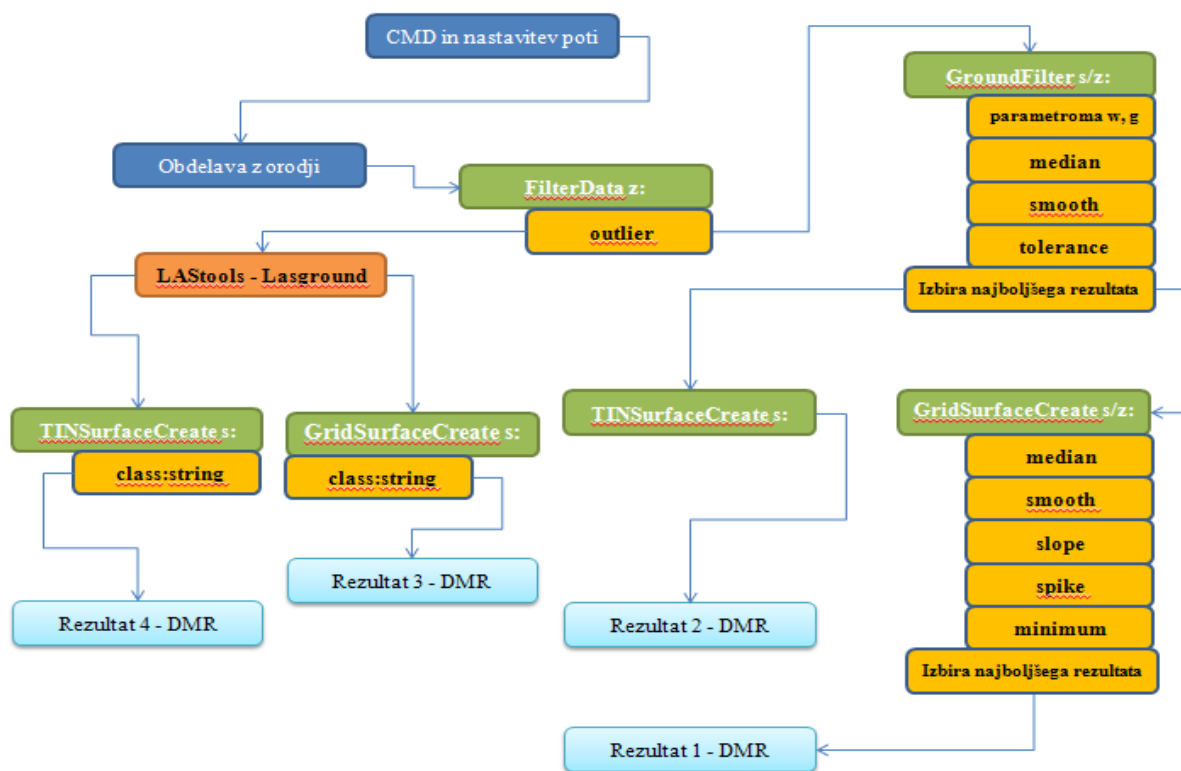 CMD in nastavitev poti
Obdelava z orodji
FilterData z:
outlier
GroundFilter s/z:
parametroma w, g
median
smooth
tolerance
Izbira najboljšega rezultata
LAStools - Lasground
TINSurfaceCreate s:
class:string
GridSurfaceCreate s:
class:string
Rezultat 3 - DMR
Rezultat 4 - DMR
TINSurfaceCreate s:
Rezultat 2 - DMR
GridSurfaceCreate s/z:
median
smooth
slope
spike
minimum
Izbira najboljšega rezultata
Rezultat 1 - DMR